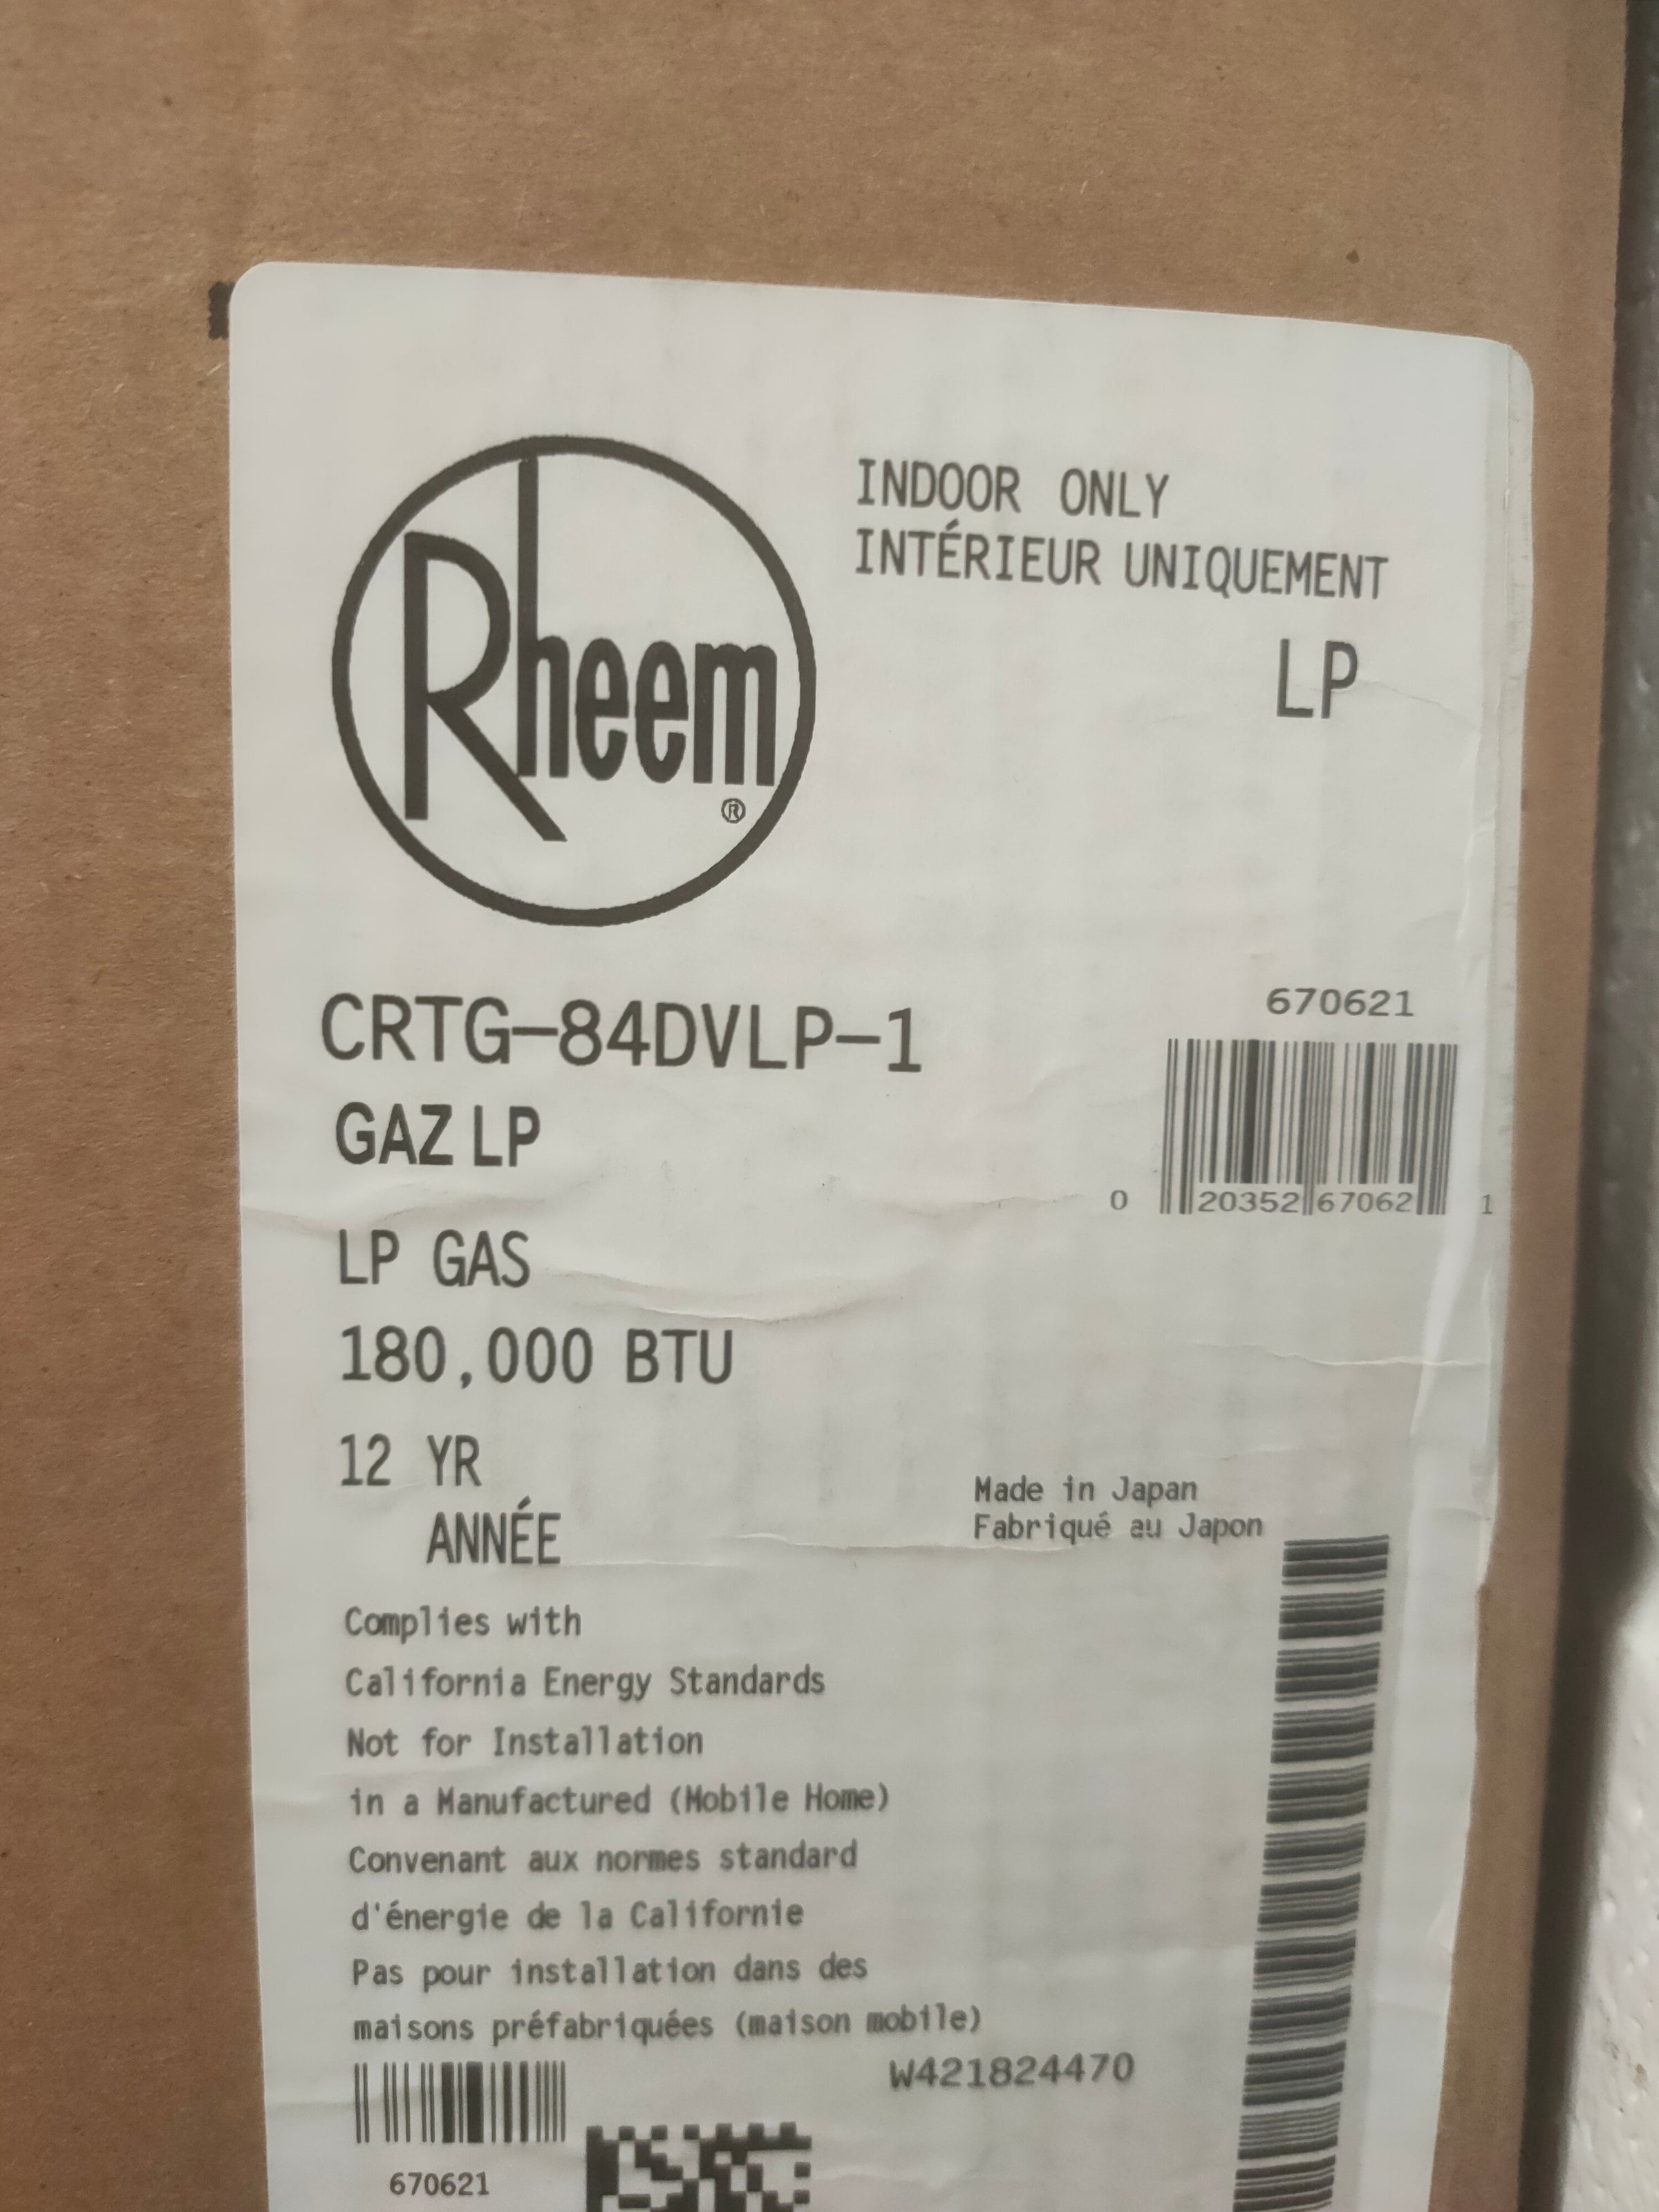 Rheem
®
INDOOR ONLY
INTÉRIEUR UNIQUEMENT
LP
CRTG-84DVLP-1
670621
GAZ LP
0 20352 67062 1
LP GAS
180,000 BTU
12 YR
ANNÉE
Made in Japan
Fabriqué au Japon
Complies with
California Energy Standards
Not for Installation
in a Manufactured (Mobile Home)
Convenant aux normes standard
d'énergie de la Californie
Pas pour installation dans des
maisons préfabriquées (maison mobile)
W421824470
670621